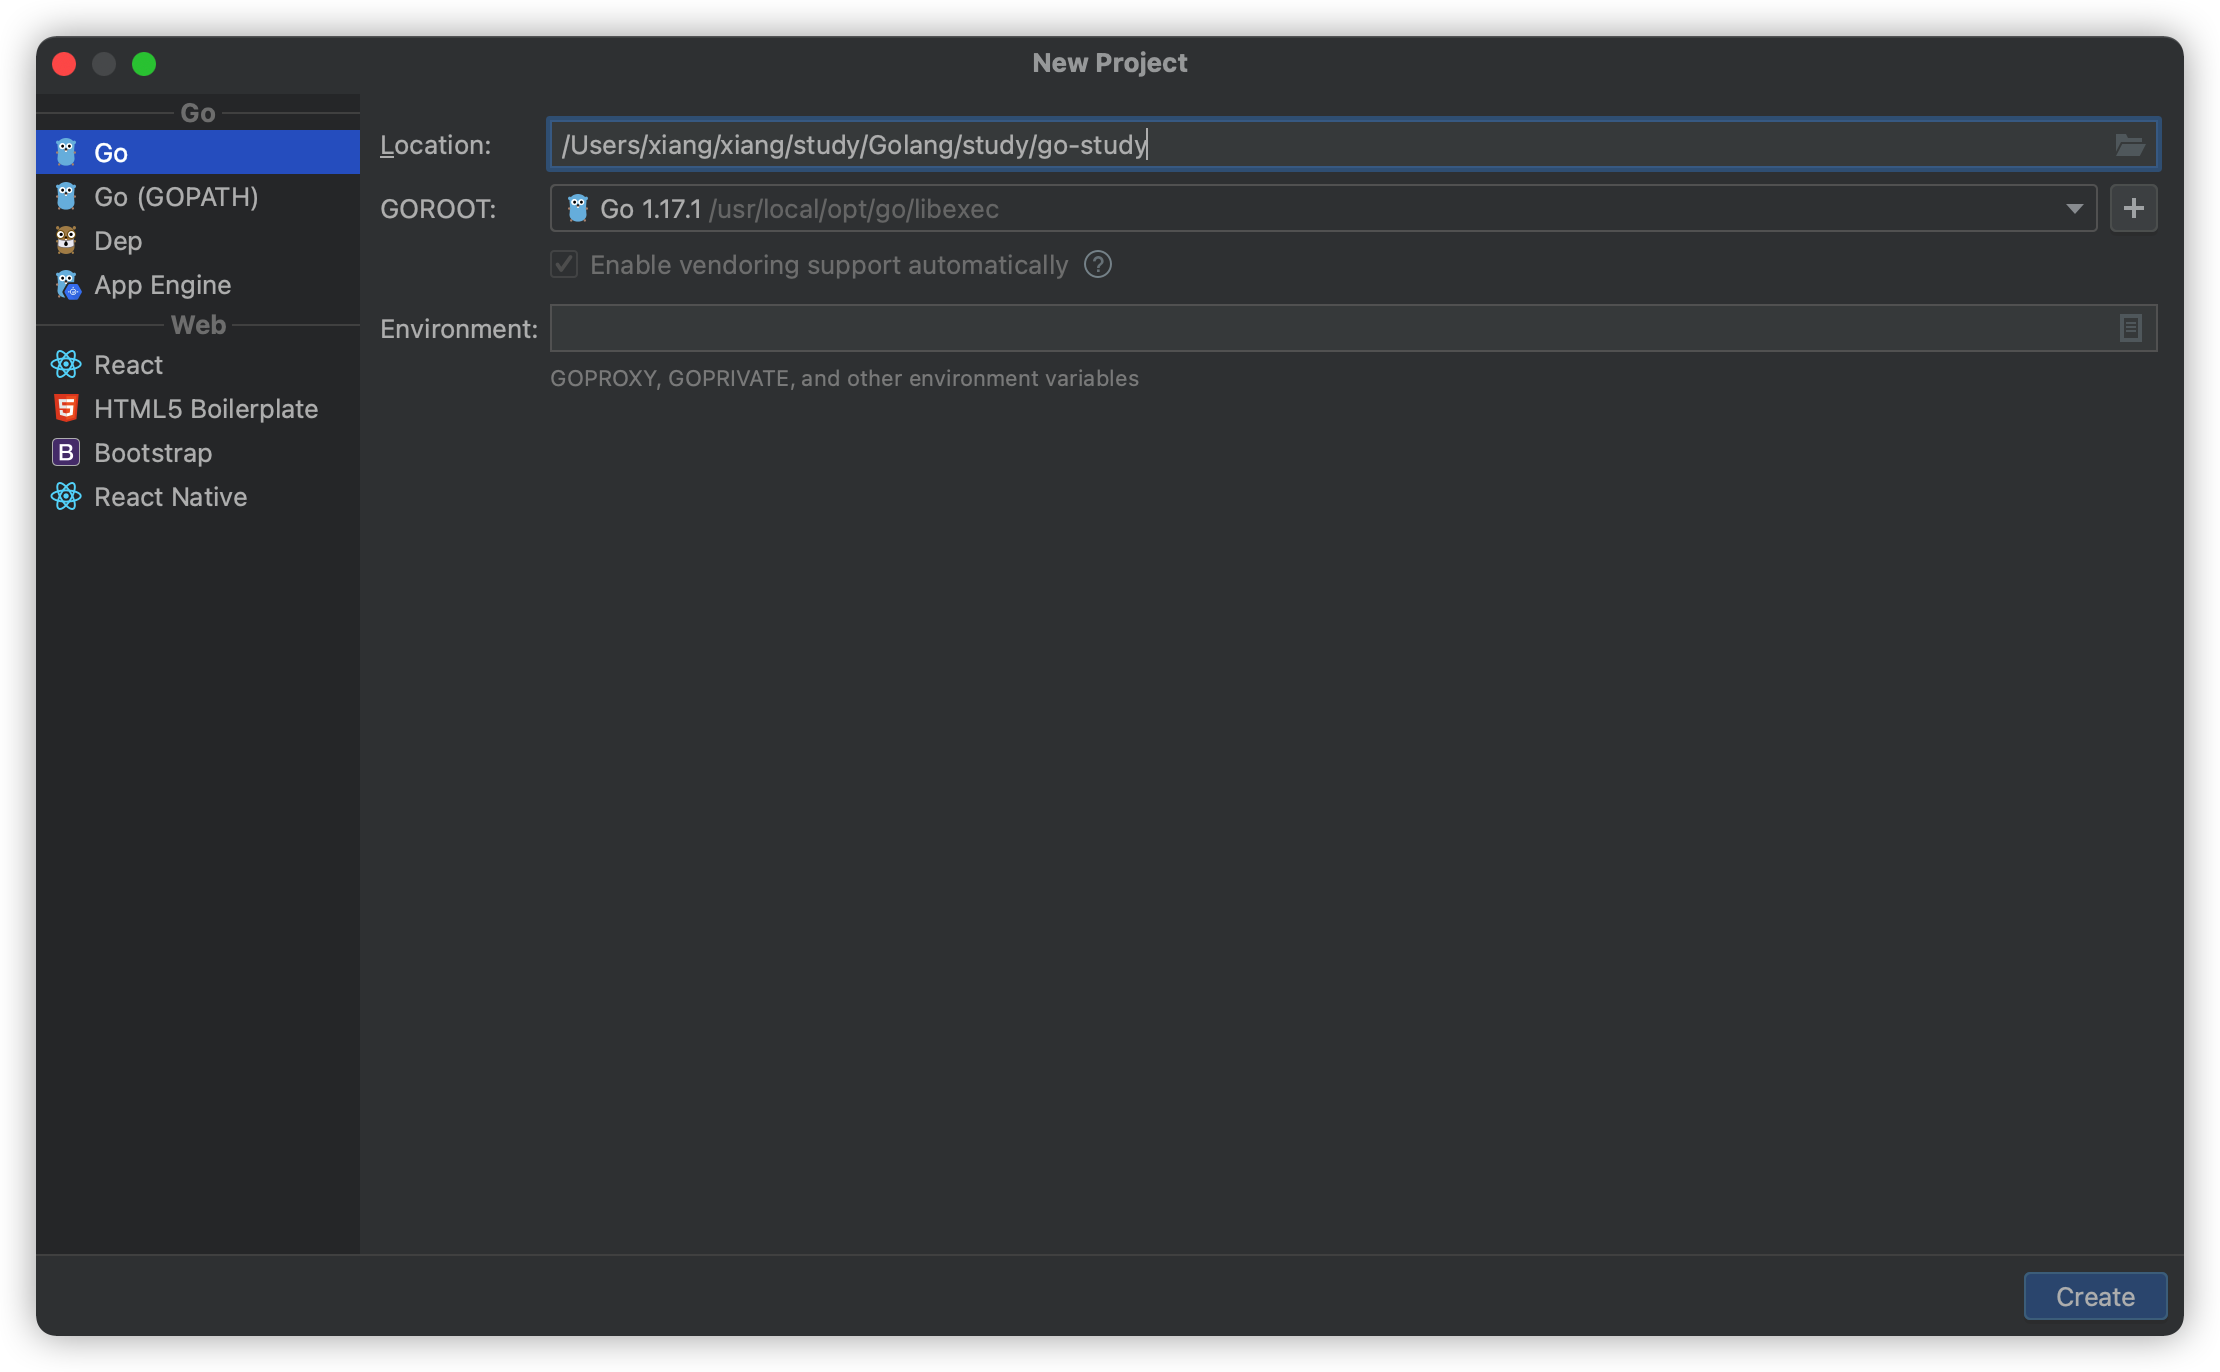 New Project
Go
Go
Go (GOPATH)
Dep
App Engine
Web
React
HTML5 Boilerplate
Bootstrap
React Native
Location: /Users/xiang/xiang/study/Golang/study/go-study
GOROOT: Go 1.17.1 /usr/local/opt/go/libexec
Enable vendoring support automatically ?
Environment:
GOPROXY, GOPRIVATE, and other environment variables
Create